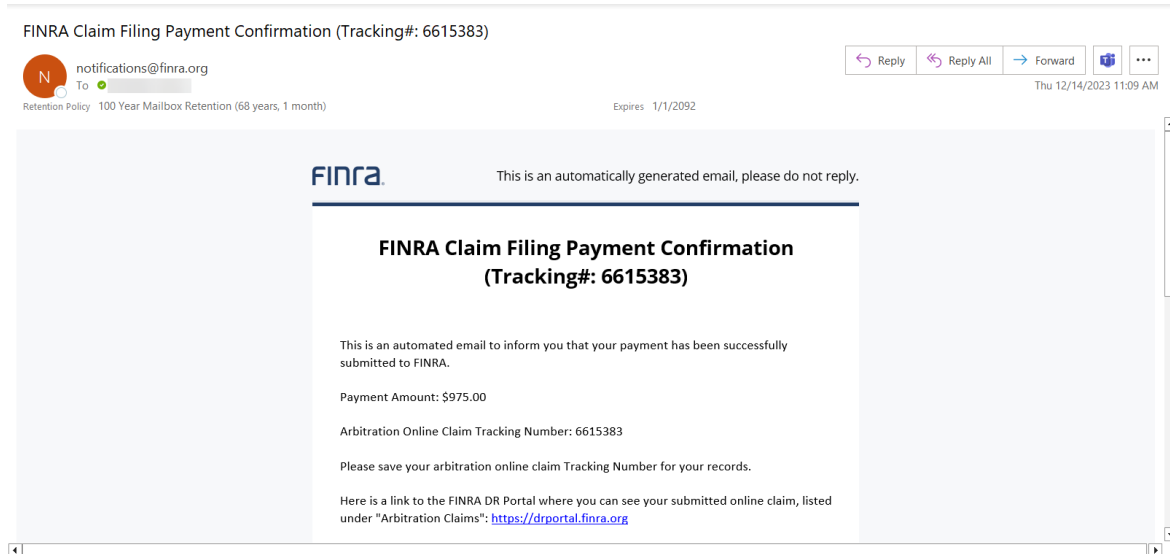 FINRA Claim Filing Payment Confirmation (Tracking#: 6615383)
N
notifications@finra.org
To
Reply
Reply All
Forward
Thu 12/14/2023 11:09 AM
Retention Policy 100 Year Mailbox Retention (68 years, 1 month)
Expires 1/1/2092
FINRA.
This is an automatically generated email, please do not reply.
FINRA Claim Filing Payment Confirmation
(Tracking#: 6615383)
This is an automated email to inform you that your payment has been successfully
submitted to FINRA.
Payment Amount: $975.00
Arbitration Online Claim Tracking Number: 6615383
Please save your arbitration online claim Tracking Number for your records.
Here is a link to the FINRA DR Portal where you can see your submitted online claim, listed
under "Arbitration Claims": https://drportal.finra.org